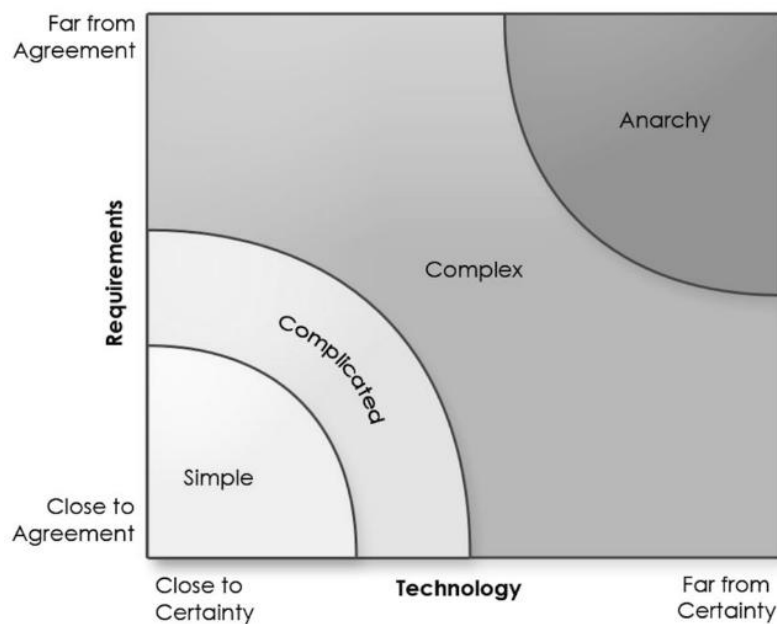 Far from
Agreement
Anarchy
Requirements
Complex
Complicated
Simple
Close to
Agreement
Close to
Certainty
Technology
Far from
Certainty